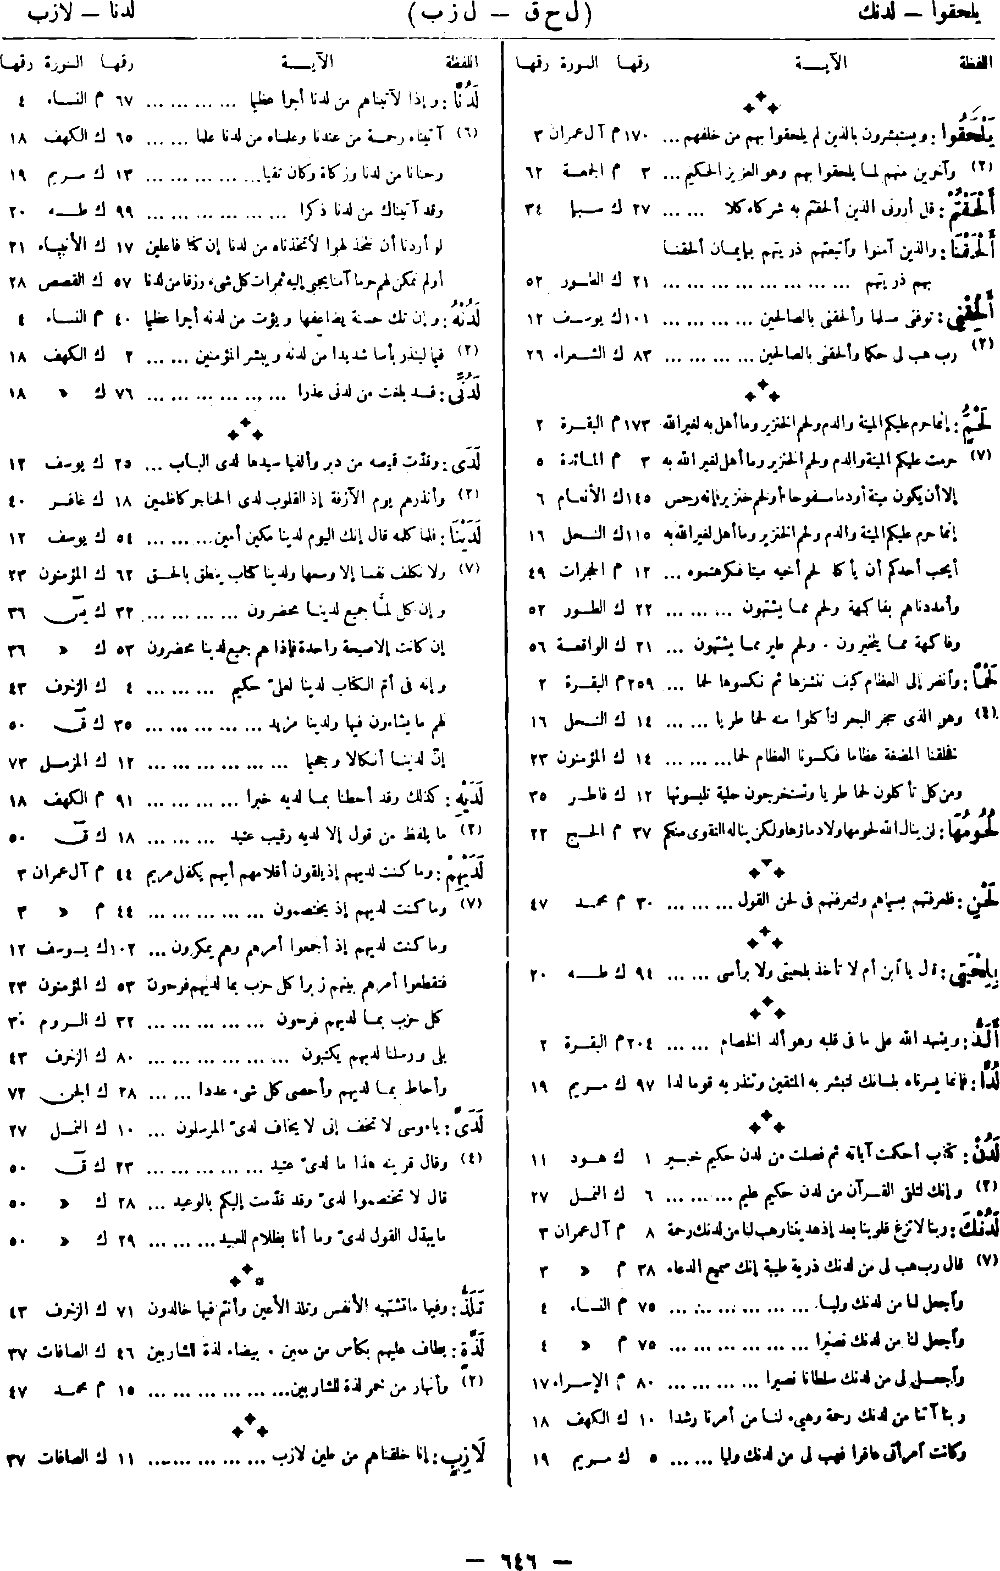 يلحقوا — لدنك
(ل ح ق — ل ز ب)
لدنا — لازب
اللفظة الآيــة رقمها السورة رقمها
يَلْحَقُوا: ويستبشرون بالذين لم يلحقوا بهم من خلفهم ... ١٧٠ م آل عمران ٣
(٢) وآخرين منهم لما يلحقوا بهم وهو العزيز الحكيم ... ٣ م الجمعة ٦٢
أَلْحَقْتُمْ: قل أرونى الذين ألحقتم به شركاء كلا ... ... ٢٧ ك سبإ ٣٤
أَلْحَقْنَا: والذين آمنوا وأتبعتهم ذريتهم بإيمان ألحقنا
بهم ذريتهم ... ... ... ... ... ... ... ٢١ ك الطور ٥٢
أَلْحِقْنِى: توفنى مسلما وألحقنى بالصالحين ... ... ... ١٠١ ك يوسف ١٢
(٢) رب هب لى حكما وألحقنى بالصالحين ... ... ... ٨٣ ك الشعراء ٢٦
لَحْمُ: إنما حرم عليكم الميتة والدم ولحم الخنزير وما أهل به لغير الله ١٧٣ م البقرة ٢
(٧) حرمت عليكم الميتة والدم ولحم الخنزير وما أهل لغير الله به ٣ م المائدة ٥
إلا أن يكون ميتة أو دما مسفوحا أو لحم خنزير فإنه رجس ١٤٥ ك الأنعام ٦
إنما حرم عليكم الميتة والدم ولحم الخنزير وما أهل لغير الله به ١١٥ ك النحل ١٦
أيحب أحدكم أن يأكل لحم أخيه ميتا فكرهتموه ... ١٢ م الحجرات ٤٩
وأمددناهم بفاكهة ولحم مما يشتهون ... ... ... ٢٢ ك الطور ٥٢
وفاكهة مما يتخيرون . ولحم طير مما يشتهون ... ٢١ ك الواقعة ٥٦
لَحْمًا: وانظر إلى العظام كيف ننشزها ثم نكسوها لحما ... ٢٥٩ م البقرة ٢
(٤) وهو الذى سخر البحر لتأكلوا منه لحما طريا ... ... ١٤ ك النحل ١٦
فخلقنا المضغة عظاما فكسونا العظام لحما ... ... ... ١٤ ك المؤمنون ٢٣
ومن كل تأكلون لحما طريا وتستخرجون حلية تلبسونها ١٢ ك فاطر ٣٥
لُحُومُهَا: لن ينال الله لحومها ولا دماؤها ولكن يناله التقوى منكم ٣٧ م الحج ٢٢
لَحْنِ: فلعرفتهم بسيماهم ولتعرفنهم فى لحن القول ... ... ... ٣٠ م محمد ٤٧
بِلِحْيَتِى: قال يا ابن أم لا تأخذ بلحيتى ولا برأسى ... ... ٩٤ ك طــه ٢٠
أَلَدُّ: ويشهد الله على ما فى قلبه وهو ألد الخصام ... ... ٢٠٤ م البقرة ٢
لُدًّا: فإنما يسرناه بلسانك لتبشر به المتقين وتنذر به قوما لدا ٩٧ ك مريم ١٩
لَدُنْ: كتاب أحكمت آياته ثم فصلت من لدن حكيم خبير ١ ك هود ١١
(٢) وإنك لتلقى القرآن من لدن حكيم عليم ... ... ... ٦ ك النمل ٢٧
لَدُنْكَ: ربنا لا تزغ قلوبنا بعد إذ هديتنا وهب لنا من لدنك رحمة ٨ م آل عمران ٣
(٧) قال رب هب لى من لدنك ذرية طيبة إنك سميع الدعاء ٣٨ م « ٣
واجعل لنا من لدنك وليا ... ... ... ... ... ٧٥ م النساء ٤
واجعل لنا من لدنك نصيرا ... ... ... ... ... ٧٥ م « ٤
واجعل لى من لدنك سلطانا نصيرا ... ... ... ... ٨٠ م الإسراء ١٧
ربنا آتنا من لدنك رحمة وهيىء لنا من أمرنا رشدا ١٠ ك الكهف ١٨
وكانت امرأتى عاقرا فهب لى من لدنك وليا ... ... ٥ ك مريم ١٩
اللفظة الآيــة رقمها السورة رقمها
لَدُنَّا: وإذا لآتيناهم من لدنا أجرا عظيما ... ... ... ... ٦٧ م النساء ٤
(٦) آتيناه رحمة من عندنا وعلمناه من لدنا علما ... ... ٦٥ ك الكهف ١٨
وحنانا من لدنا وزكاة وكان تقيا ... ... ... ... ... ١٣ ك مريم ١٩
وقد آتيناك من لدنا ذكرا ... ... ... ... ... ... ٩٩ ك طــه ٢٠
لو أردنا أن نتخذ لهوا لاتخذناه من لدنا إن كنا فاعلين ١٧ ك الأنبياء ٢١
أولم نمكن لهم حرما آمنا يجبى إليه ثمرات كل شىء رزقا من لدنا ٥٧ ك القصص ٢٨
لَدُنْهُ: وإن تك حسنة يضاعفها ويؤت من لدنه أجرا عظيما ٤٠ م النساء ٤
(٢) قيما لينذر بأسا شديدا من لدنه ويبشر المؤمنين ... ... ٢ ك الكهف ١٨
لَدُنِّى: قد بلغت من لدنى عذرا ... ... ... ... ... ... ٧٦ ك « ١٨
لَدَى: وقدّت قميصه من دبر وألفيا سيدها لدى الباب ... ٢٥ ك يوسف ١٢
(٢) وأنذرهم يوم الآزفة إذ القلوب لدى الحناجر كاظمين ١٨ ك غافر ٤٠
لَدَيْنَا: فلما كلمه قال إنك اليوم لدينا مكين أمين ... ... ... ٥٤ ك يوسف ١٢
(٧) ولا نكلف نفسا إلا وسعها ولدينا كتاب ينطق بالحق ٦٢ ك المؤمنون ٢٣
وإن كل لمّا جميع لدينا محضرون ... ... ... ... ٣٢ ك يسٓ ٣٦
إن كانت إلا صيحة واحدة فإذا هم جميع لدينا محضرون ٥٣ ك « ٣٦
وإنه فى أم الكتاب لدينا لعلىّ حكيم ... ... ... ٤ ك الزخرف ٤٣
لهم ما يشاءون فيها ولدينا مزيد ... ... ... ... ... ٣٥ ك قٓ ٥٠
إنّ لدينا أنكالا وجحيما ... ... ... ... ... ... ١٢ ك المزمل ٧٣
لَدَيْهِ: كذلك وقد أحطنا بما لديه خبرا ... ... ... ... ٩١ م الكهف ١٨
(٢) ما يلفظ من قول إلا لديه رقيب عتيد ... ... ... ١٨ ك قٓ ٥٠
لَدَيْهِمْ: وما كنت لديهم إذ يلقون أقلامهم أيهم يكفل مريم ٤٤ م آل عمران ٣
(٧) وما كنت لديهم إذ يختصمون ... ... ... ... ... ٤٤ م « ٣
وما كنت لديهم إذ أجمعوا أمرهم وهم يمكرون ... ١٠٢ ك يوسف ١٢
فتقطعوا أمرهم بينهم زبرا كل حزب بما لديهم فرحون ٥٣ ك المؤمنون ٢٣
كل حزب بما لديهم فرحون ... ... ... ... ... ٣٢ ك الروم ٣٠
بلى ورسلنا لديهم يكتبون ... ... ... ... ... ... ٨٠ ك الزخرف ٤٣
وأحاط بما لديهم وأحصى كل شىء عددا ... ... ٢٨ ك الجن ٧٢
لَدَىَّ: ياموسى لا تخف إنى لا يخاف لدىّ المرسلون ... ١٠ ك النمل ٢٧
(٤) وقال قرينه هذا ما لدىّ عتيد ... ... ... ... ... ٢٣ ك قٓ ٥٠
قال لا تختصموا لدىّ وقد قدّمت إليكم بالوعيد ... ٢٨ ك « ٥٠
ما يبدّل القول لدىّ وما أنا بظلام للعبيد ... ... ... ٢٩ ك « ٥٠
تَلَذُّ: وفيها ما تشتهيه الأنفس وتلذ الأعين وأنتم فيها خالدون ٧١ ك الزخرف ٤٣
لَذَّةٍ: يطاف عليهم بكأس من معين . بيضاء لذة للشاربين ٤٦ ك الصافات ٣٧
(٢) وأنهار من خمر لذة للشاربين ... ... ... ... ... ١٥ م محمد ٤٧
لَازِبٍ: إنا خلقناهم من طين لازب ... ... ... ... ... ١١ ك الصافات ٣٧
— ٦٤٦ —